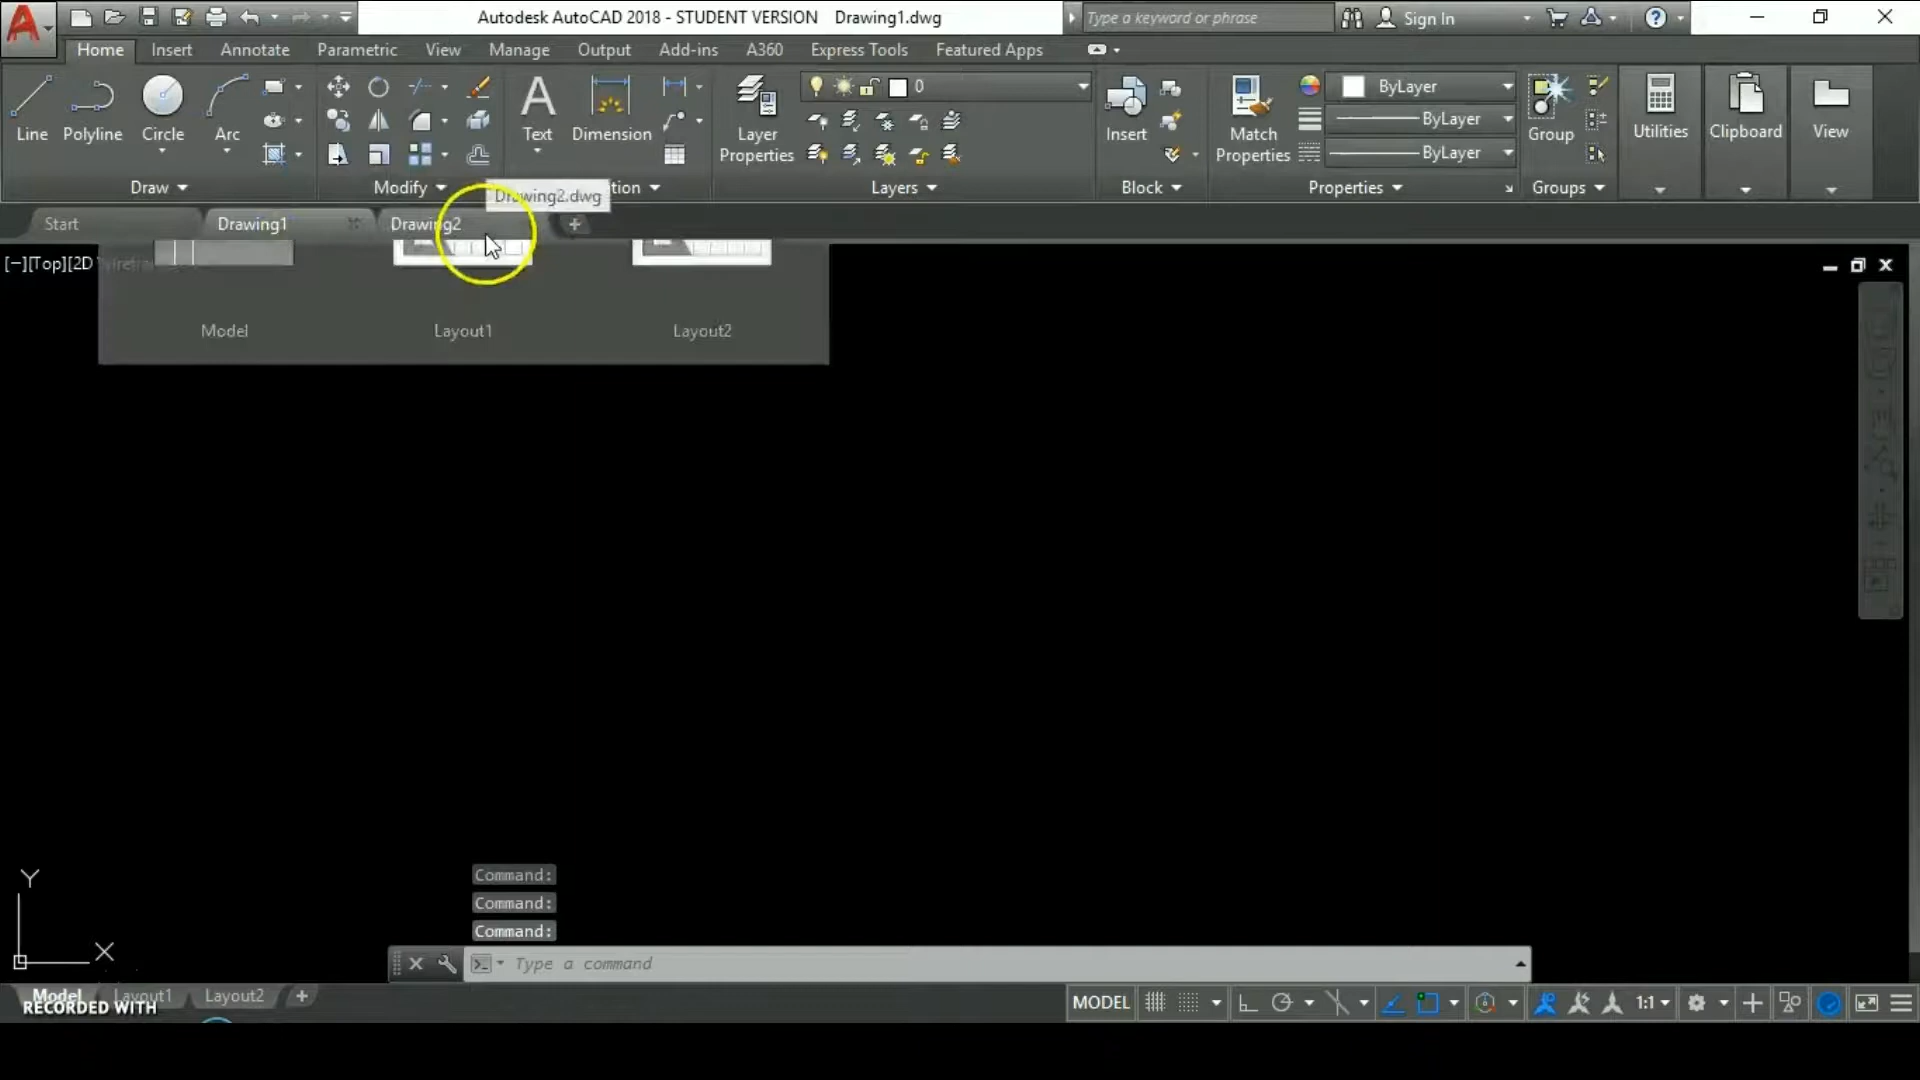 Autodesk AutoCAD 2018 - STUDENT VERSION Drawing1.dwg
Type a keyword or phrase
Sign In
Home Insert Annotate Parametric View Manage Output Add-ins A360 Express Tools Featured Apps
0
ByLayer
ByLayer
ByLayer
Line Polyline Circle Arc
Text Dimension
Layer Properties
Insert
Match Properties
Group
Utilities
Clipboard
View
Draw Modify tion Layers Block Properties Groups
Drawing2.dwg
Start Drawing1 Drawing2
[−][Top][2D Wirefra
Model Layout1 Layout2
Y
X
Command:
Command:
Command:
Type a command
Model Layout1 Layout2
RECORDED WITH
MODEL
1:1